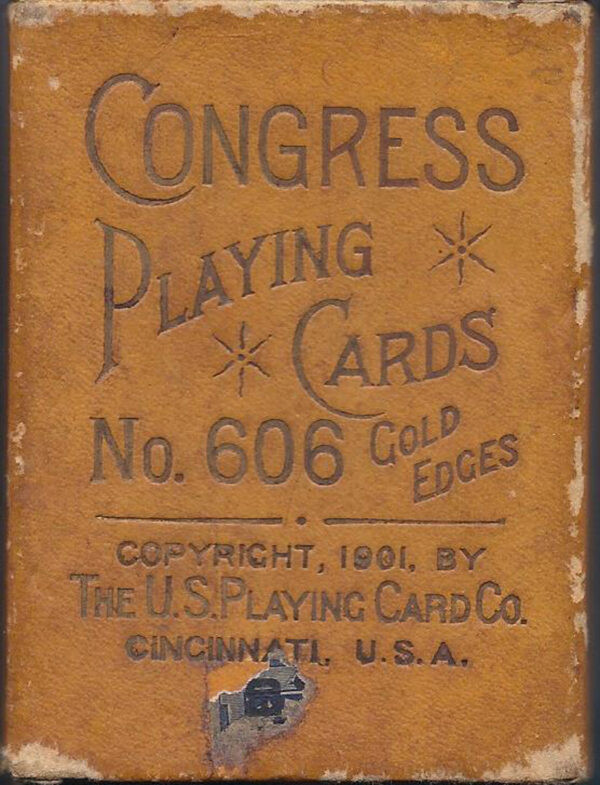 CONGRESS
PLAYING
CARDS
No. 606 GOLD EDGES
COPYRIGHT, 1901, BY
THE U.S. PLAYING CARD CO.
CINCINNATI, U.S.A.